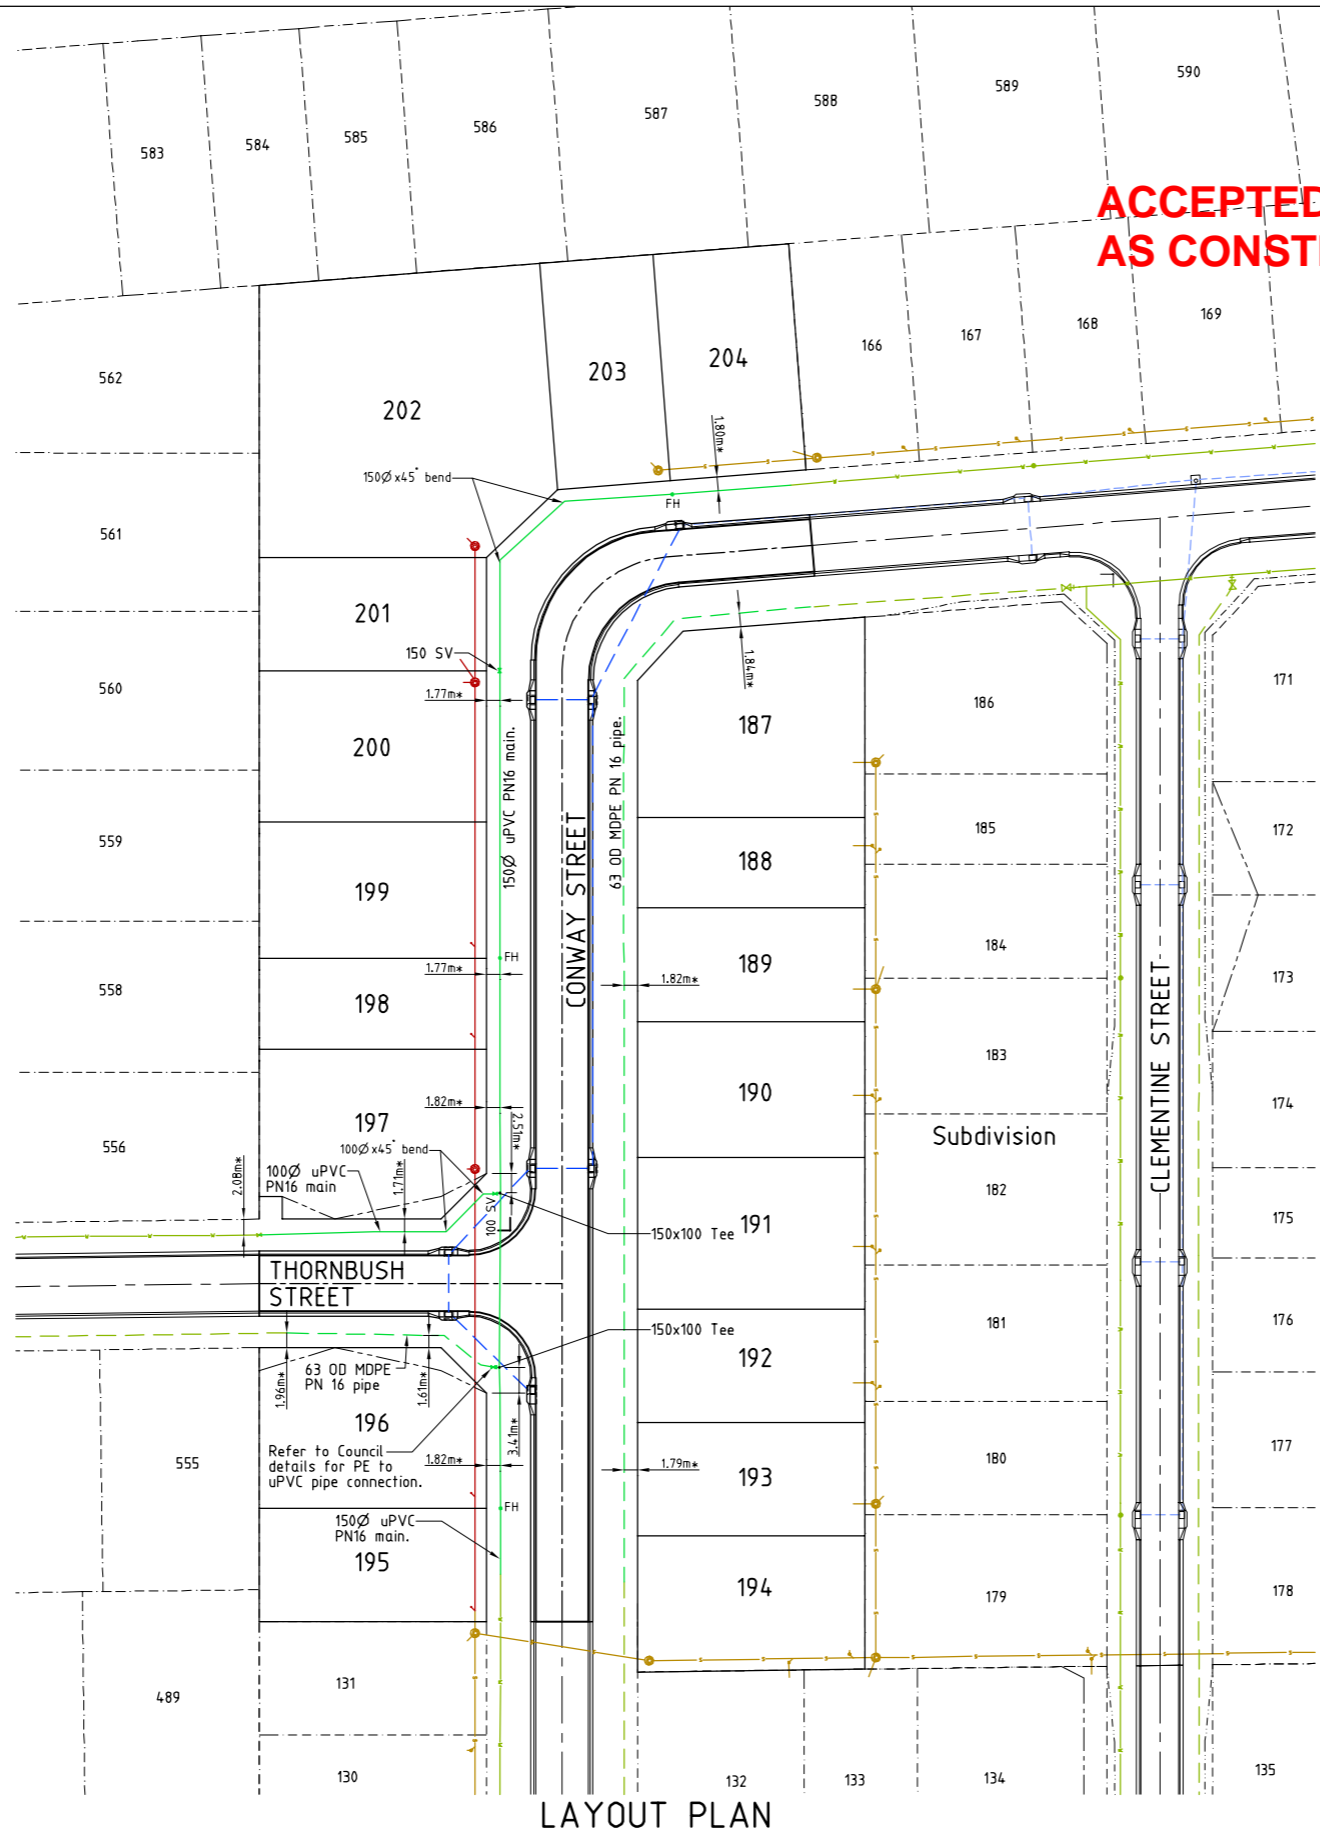 590
589
588
587
586
585
584
583
ACCEPTED
AS CONST
169
168
167
166
204
203
202
562
1.80m*
150Ø x45° bend
FH
561
201
150 SV
1.77m*
560
200
150Ø uPVC PN16 main.
63 OD MDPE PN 16 pipe.
1.84m*
187
186
171
185
172
559
199
188
CONWAY STREET
184
189
FH
1.77m*
1.82m*
558
198
173
183
CLEMENTINE STREET
190
174
1.82m*
197
2.51m*
Subdivision
556
100Ø x45° bend
100Ø uPVC
PN16 main
2.08m*
1.71m*
100 SV
182
191
175
150x100 Tee
THORNBUSH
STREET
150x100 Tee
181
176
192
63 OD MDPE
PN 16 pipe
1.96m*
1.61m*
3.41m*
196
Refer to Council
details for PE to
uPVC pipe connection.
1.82m*
1.79m*
555
193
180
177
FH
150Ø uPVC
PN16 main.
195
194
179
178
131
489
130
132
133
134
135
LAYOUT PLAN